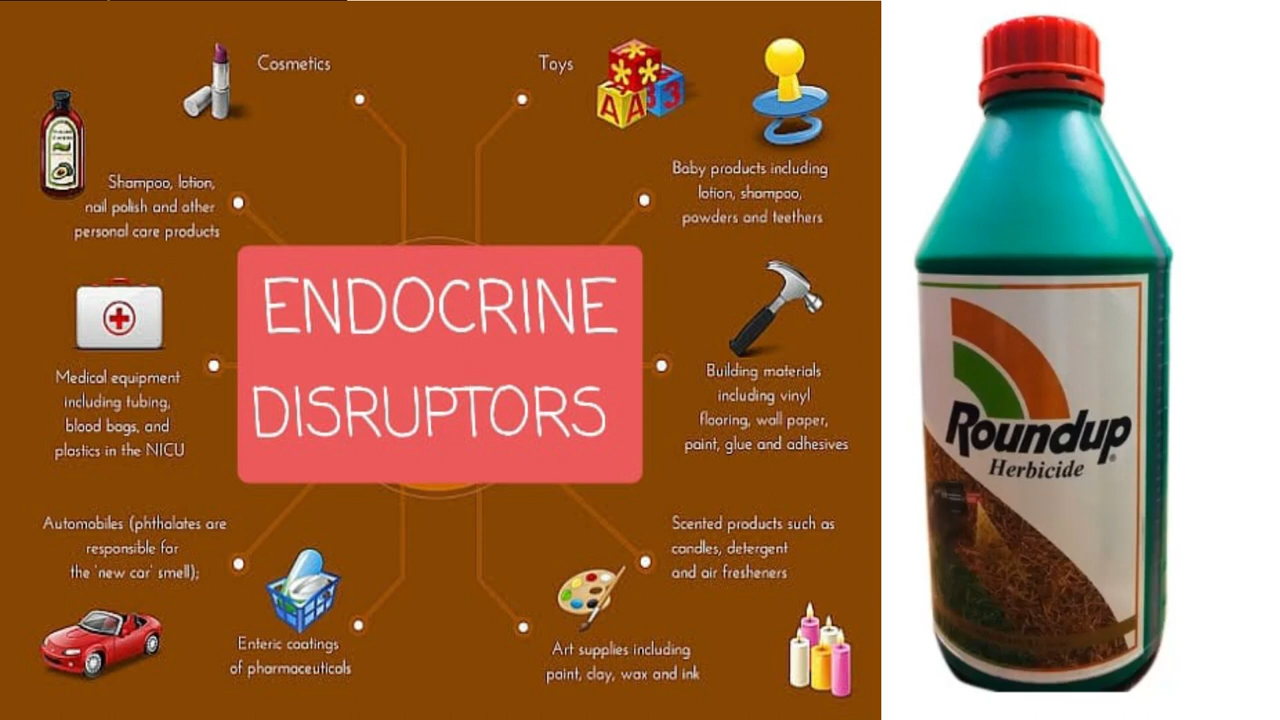 Cosmetics
Toys
Shampoo, lotion,
nail polish and other
personal care products
Baby products including
lotion, shampoo,
powders and teethers
ENDOCRINE
DISRUPTORS
Medical equipment
including tubing,
blood bags, and
plastics in the NICU
Building materials
including vinyl
flooring, wall paper,
paint, glue and adhesives
Automobiles (phthalates are
responsible for
the 'new car' smell);
Scented products such as
candles, detergent
and air fresheners
Enteric coatings
of pharmaceuticals
Art supplies including
paint, clay, wax and ink
A A 3 3
Roundup®
Herbicide